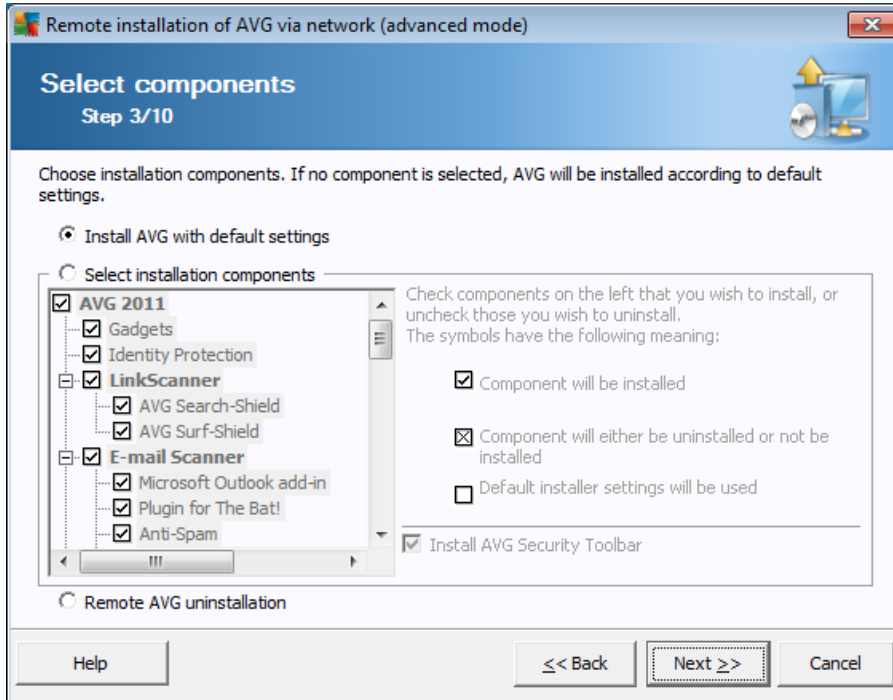 Remote installation of AVG via network (advanced mode)
Select components
Step 3/10
Choose installation components. If no component is selected, AVG will be installed according to default
settings.
Install AVG with default settings
Select installation components
AVG 2011
Gadgets
Identity Protection
LinkScanner
AVG Search-Shield
AVG Surf-Shield
E-mail Scanner
Microsoft Outlook add-in
Plugin for The Bat!
Anti-Spam
Check components on the left that you wish to install, or
uncheck those you wish to uninstall.
The symbols have the following meaning:
Component will be installed
Component will either be uninstalled or not be
installed
Default installer settings will be used
Install AVG Security Toolbar
Remote AVG uninstallation
Help
<< Back
Next >>
Cancel